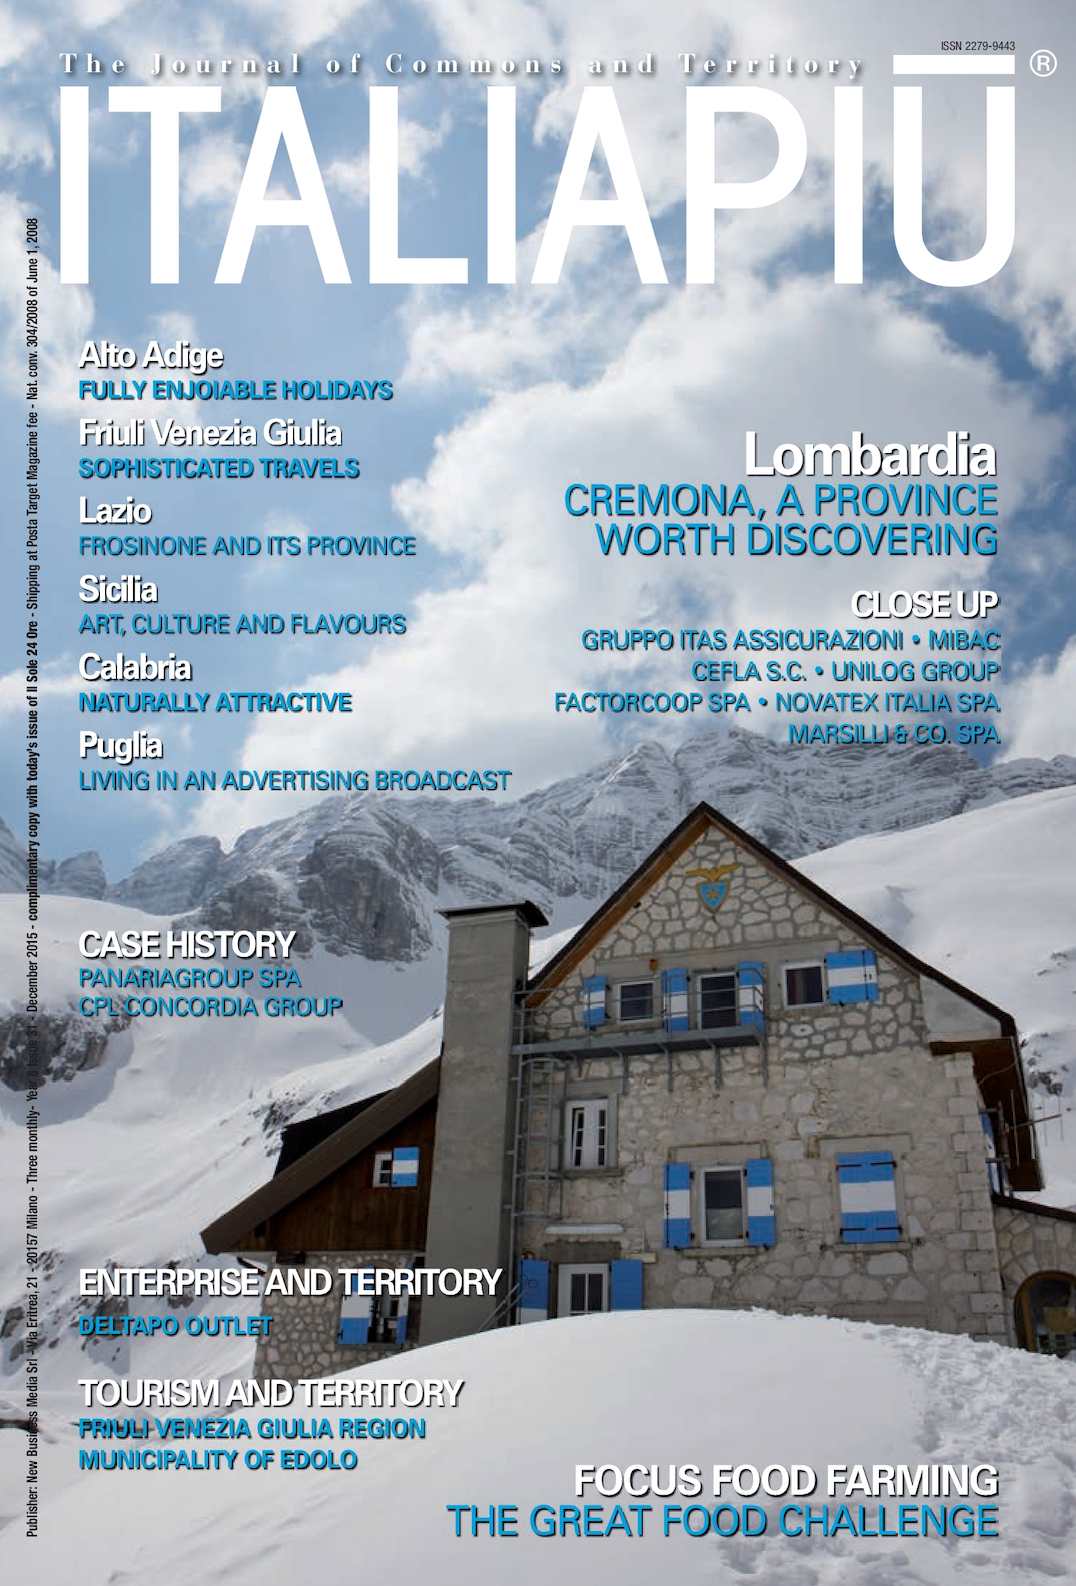 ISSN 2279-9443
The Journal of Commons and Territory
ITALIAPIÙ®
Alto Adige
FULLY ENJOIABLE HOLIDAYS
Friuli Venezia Giulia
SOPHISTICATED TRAVELS
Lazio
FROSINONE AND ITS PROVINCE
Sicilia
ART, CULTURE AND FLAVOURS
Calabria
NATURALLY ATTRACTIVE
Puglia
LIVING IN AN ADVERTISING BROADCAST
Lombardia
CREMONA, A PROVINCE
WORTH DISCOVERING
CLOSE UP
GRUPPO ITAS ASSICURAZIONI • MIBAC
CEFLA S.C. • UNILOG GROUP
FACTORCOOP SPA • NOVATEX ITALIA SPA
MARSILLI & CO. SPA
CASE HISTORY
PANARIAGROUP SPA
CPL CONCORDIA GROUP
ENTERPRISE AND TERRITORY
DELTAPO OUTLET
TOURISM AND TERRITORY
FRIULI VENEZIA GIULIA REGION
MUNICIPALITY OF EDOLO
FOCUS FOOD FARMING
THE GREAT FOOD CHALLENGE
Publisher: New Business Media Srl - Via Eritrea, 21 - 20157 Milano - Three monthly- Year 8 Issue 31 - December 2015 - complimentary copy with today's issue of Il Sole 24 Ore - Shipping at Posta Target Magazine fee - Nat. conv. 304/2008 of June 1, 2008